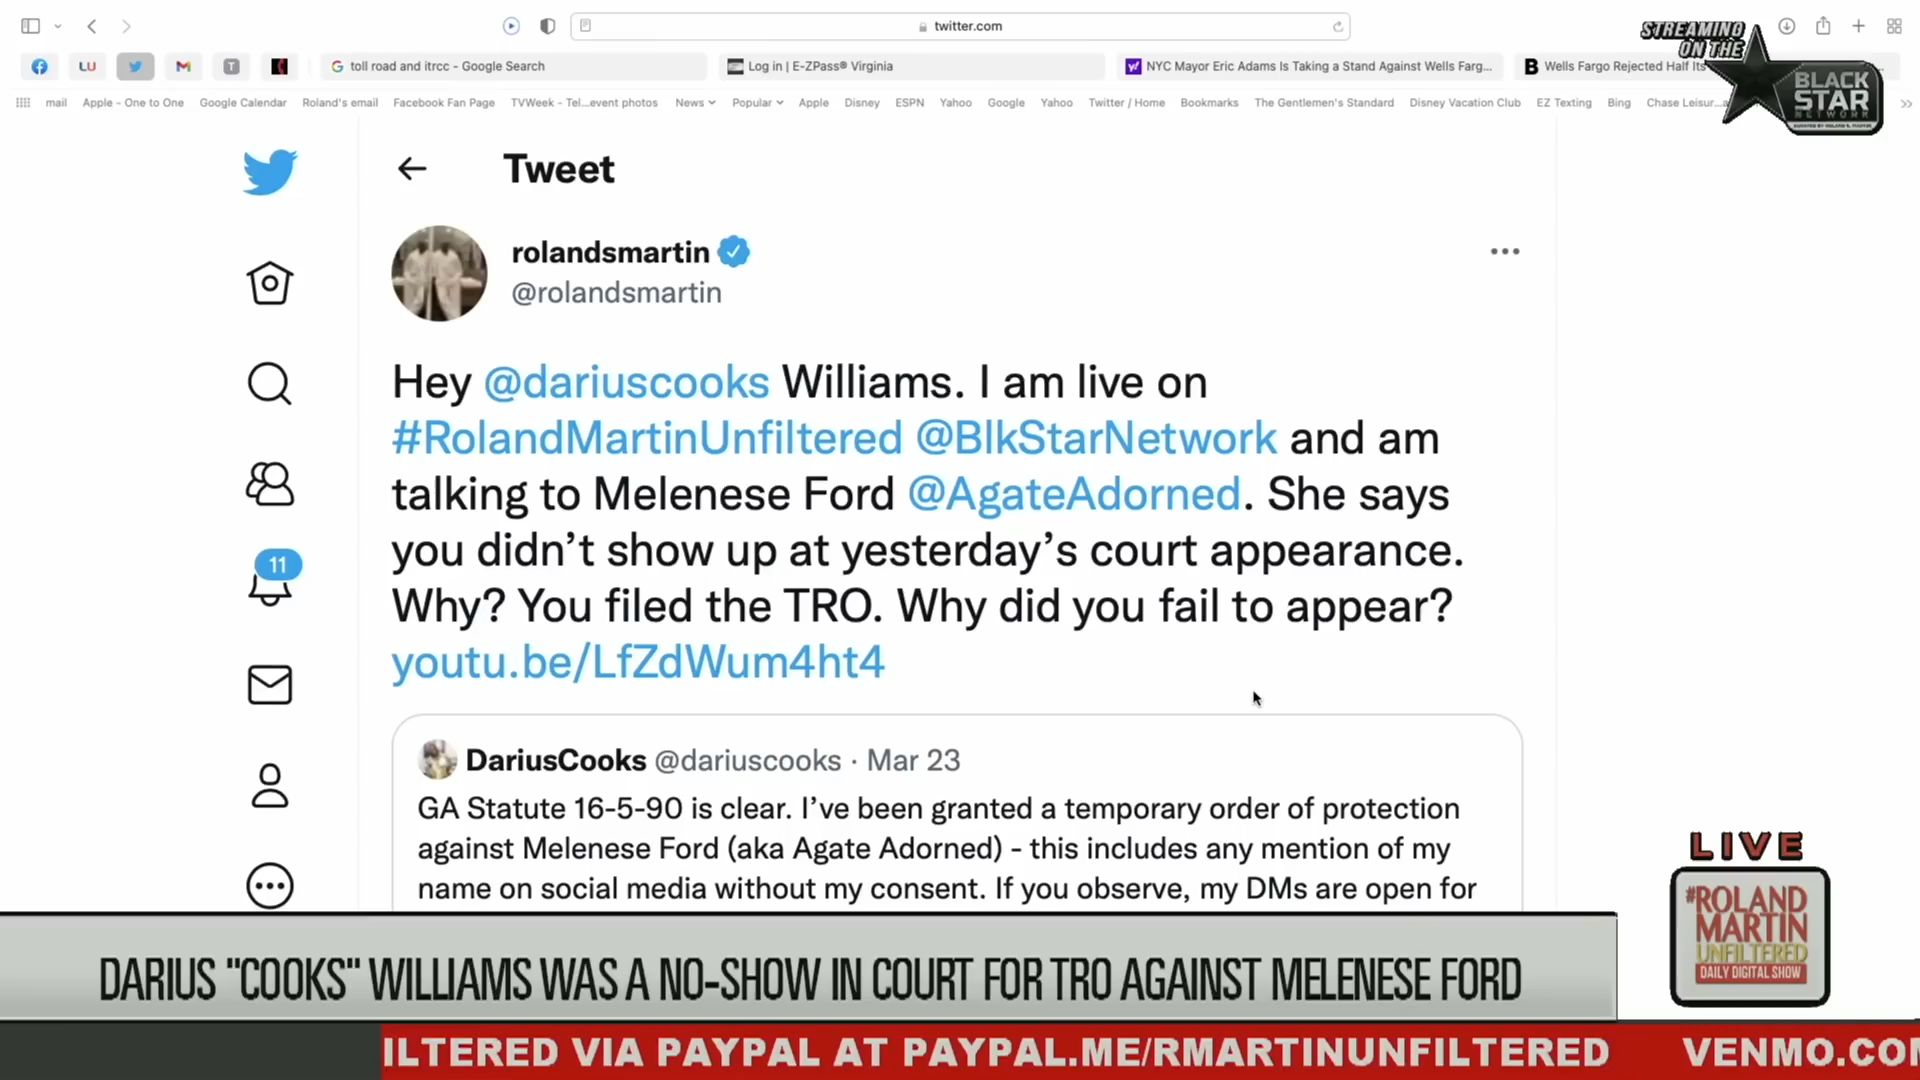 twitter.com
LU
T
toll road and itrcc - Google Search
Log in | E-ZPass® Virginia
NYC Mayor Eric Adams Is Taking a Stand Against Wells Farg...
Wells Fargo Rejected Half Its
mail
Apple - One to One
Google Calendar
Roland's email
Facebook Fan Page
TVWeek - Tel...event photos
News
Popular
Apple
Disney
ESPN
Yahoo
Google
Yahoo
Twitter / Home
Bookmarks
The Gentlemen's Standard
Disney Vacation Club
EZ Texting
Bing
Chase Leisur...
STREAMING
ON THE
BLACK
STAR
NETWORK
Tweet
rolandsmartin
@rolandsmartin
Hey @dariuscooks Williams. I am live on
#RolandMartinUnfiltered @BlkStarNetwork and am
talking to Melenese Ford @AgateAdorned. She says
you didn't show up at yesterday's court appearance.
Why? You filed the TRO. Why did you fail to appear?
youtu.be/LfZdWum4ht4
11
DariusCooks @dariuscooks · Mar 23
GA Statute 16-5-90 is clear. I've been granted a temporary order of protection
against Melenese Ford (aka Agate Adorned) - this includes any mention of my
name on social media without my consent. If you observe, my DMs are open for
LIVE
#ROLAND
MARTIN
UNFILTERED
DAILY DIGITAL SHOW
DARIUS "COOKS" WILLIAMS WAS A NO-SHOW IN COURT FOR TRO AGAINST MELENESE FORD
ILTERED VIA PAYPAL AT PAYPAL.ME/RMARTINUNFILTERED VENMO.COM